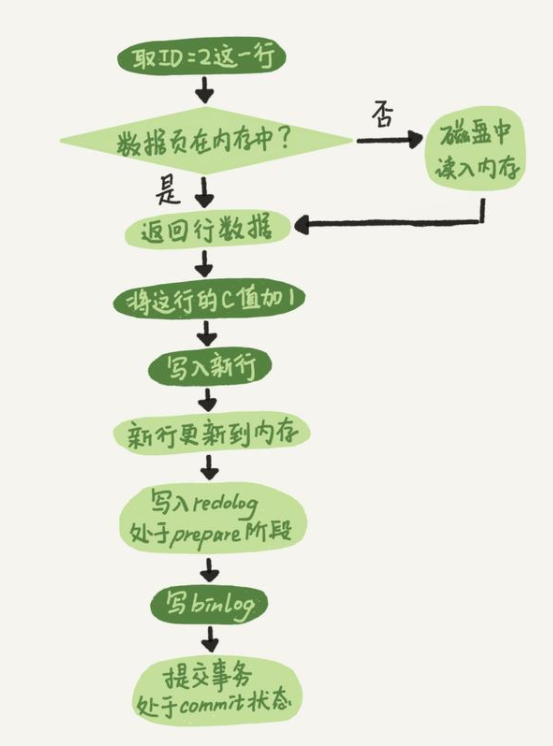 取ID=2这一行
数据页在内存中？
否
磁盘中
读入内存
是
返回行数据
将这行的C值加1
写入新行
新行更新到内存
写入redolog
处于prepare阶段
写binlog
提交事务
处于commit状态